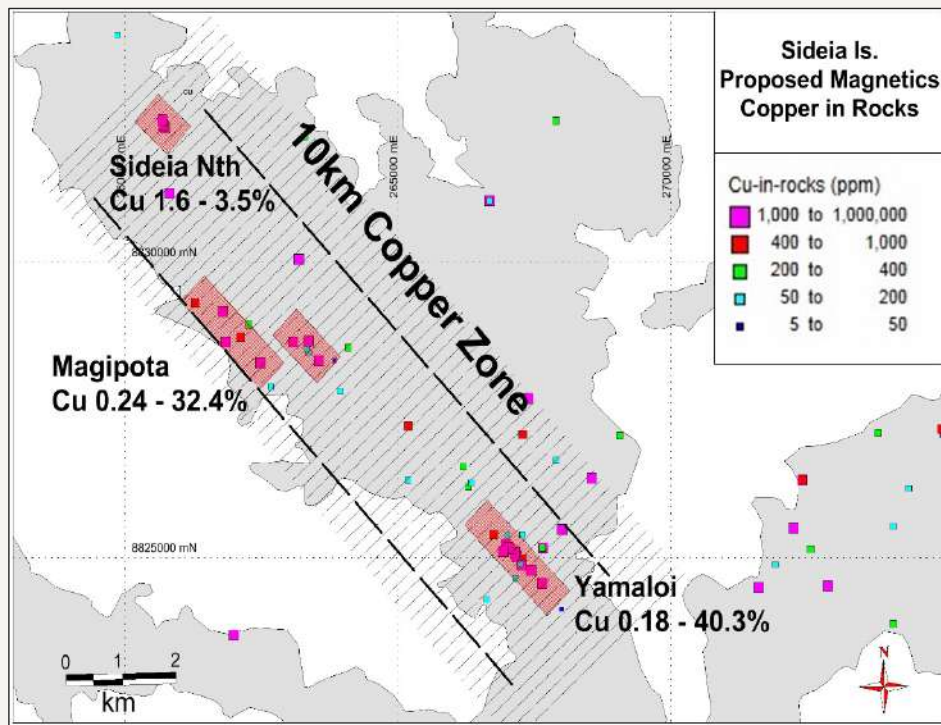 Sideia Is.
Proposed Magnetics
Copper in Rocks
Cu-in-rocks (ppm)
1,000 to 1,000,000
400 to 1,000
200 to 400
50 to 200
5 to 50
cu
Sideia Nth
Cu 1.6 - 3.5%
10km Copper Zone
265000 mE
270000 mE
8830000 mN
Magipota
Cu 0.24 - 32.4%
8825000 mN
Yamaloi
Cu 0.18 - 40.3%
0 1 2
km
N